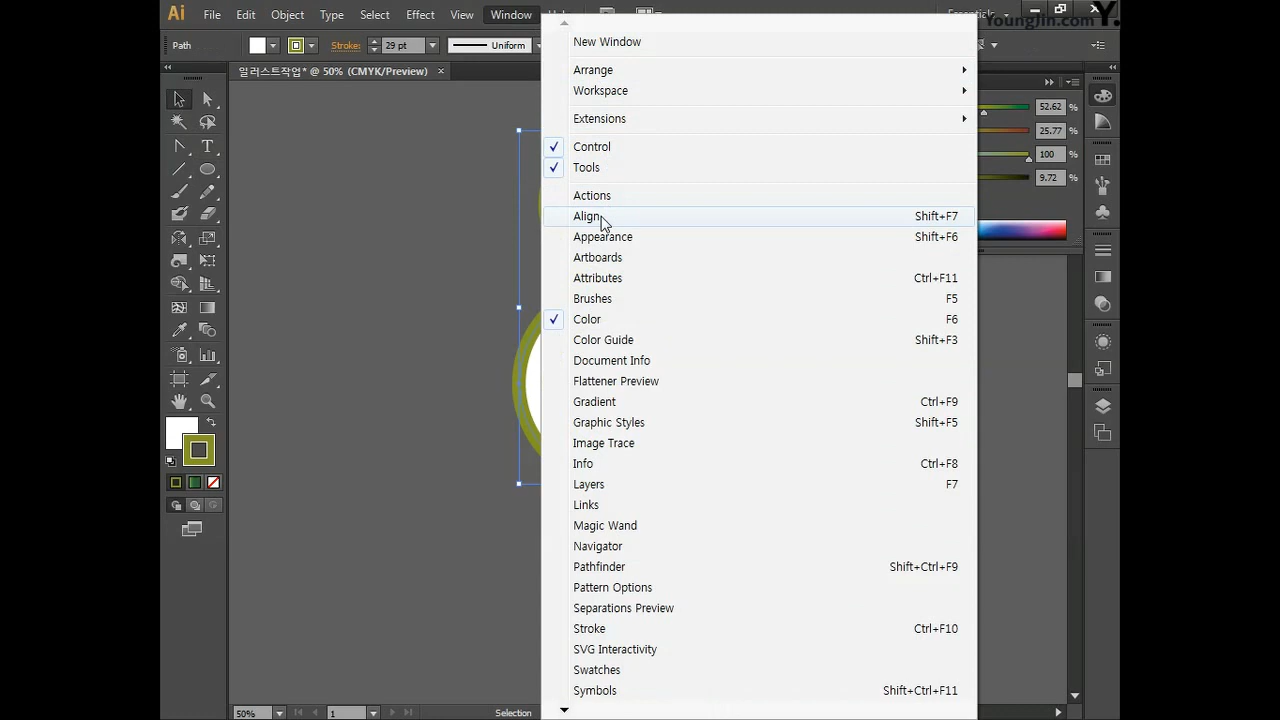 Ai File Edit Object Type Select Effect View Window
YoungJin.com Y.
Path Stroke: 29 pt Uniform
일러스트작업* @ 50% (CMYK/Preview) ×
New Window
Arrange
Workspace
Extensions
Control
Tools
Actions
Align Shift+F7
Appearance Shift+F6
Artboards
Attributes Ctrl+F11
Brushes F5
Color F6
Color Guide Shift+F3
Document Info
Flattener Preview
Gradient Ctrl+F9
Graphic Styles Shift+F5
Image Trace
Info Ctrl+F8
Layers F7
Links
Magic Wand
Navigator
Pathfinder Shift+Ctrl+F9
Pattern Options
Separations Preview
Stroke Ctrl+F10
SVG Interactivity
Swatches
Symbols Shift+Ctrl+F11
52.62 %
25.77 %
100 %
9.72 %
50% 1 Selection